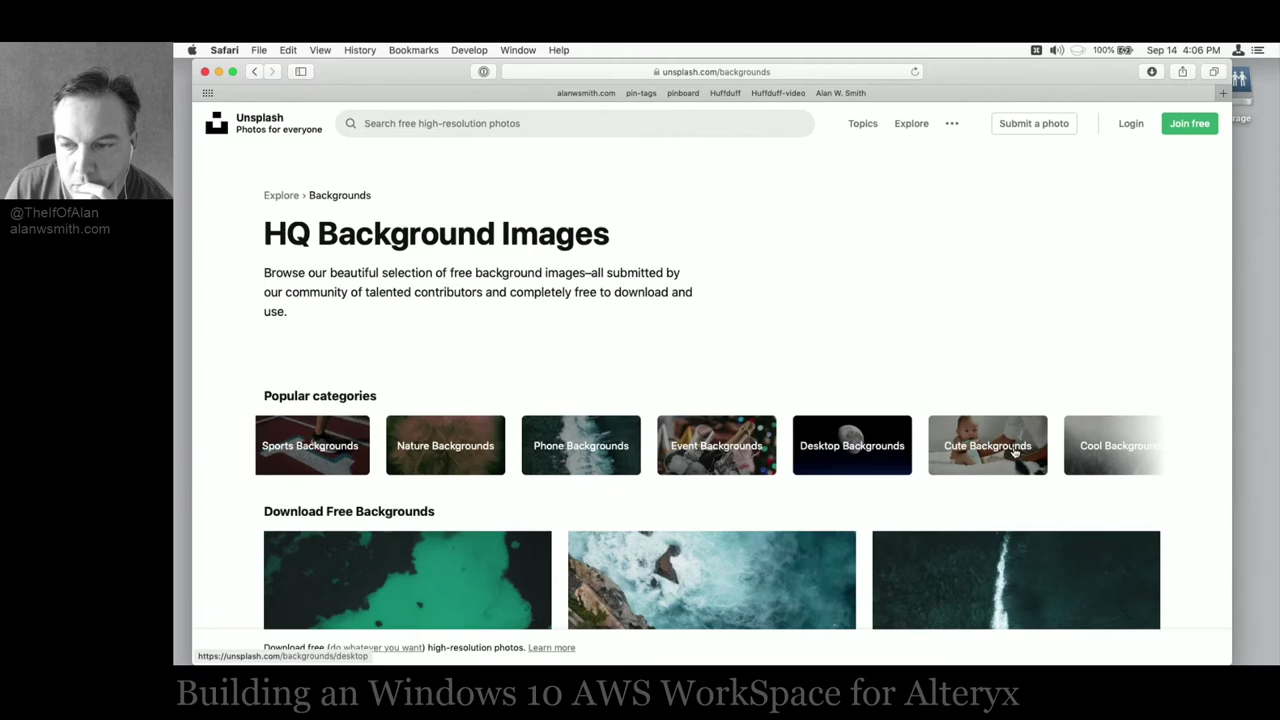 Safari File Edit View History Bookmarks Develop Window Help
100% Sep 14 4:06 PM
unsplash.com/backgrounds
alanwsmith.com pin-tags pinboard Huffduff Huffduff-video Alan W. Smith
rage
Unsplash
Photos for everyone
Search free high-resolution photos
Topics Explore ••• Submit a photo Login Join free
@TheIfOfAlan
alanwsmith.com
Explore › Backgrounds
HQ Background Images
Browse our beautiful selection of free background images–all submitted by
our community of talented contributors and completely free to download and
use.
Popular categories
Sports Backgrounds Nature Backgrounds Phone Backgrounds Event Backgrounds Desktop Backgrounds Cute Backgrounds Cool Background
Download Free Backgrounds
Download free (do whatever you want) high-resolution photos. Learn more
https://unsplash.com/backgrounds/desktop
Building an Windows 10 AWS WorkSpace for Alteryx